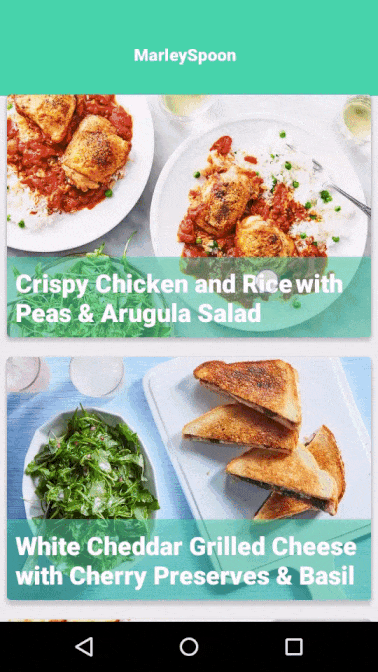 MarleySpoon
Crispy Chicken and Rice with
Peas & Arugula Salad
White Cheddar Grilled Cheese
with Cherry Preserves & Basil